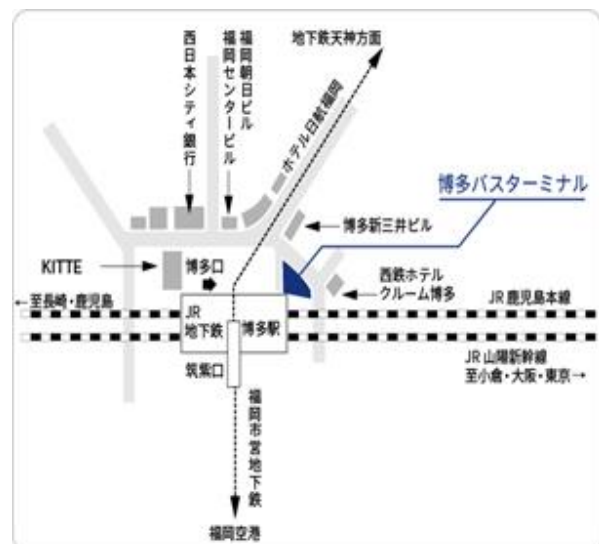 地下鉄天神方面
福岡朝日ビル
福岡センタービル
西日本シティ銀行
ホテル日航福岡
博多バスターミナル
博多新三井ビル
KITTE
博多口
西鉄ホテル
クルーム博多
←至長崎・鹿児島
JR鹿児島本線
JR
地下鉄
博多駅
JR山陽新幹線
至小倉・大阪・東京→
筑紫口
福岡市営地下鉄
福岡空港